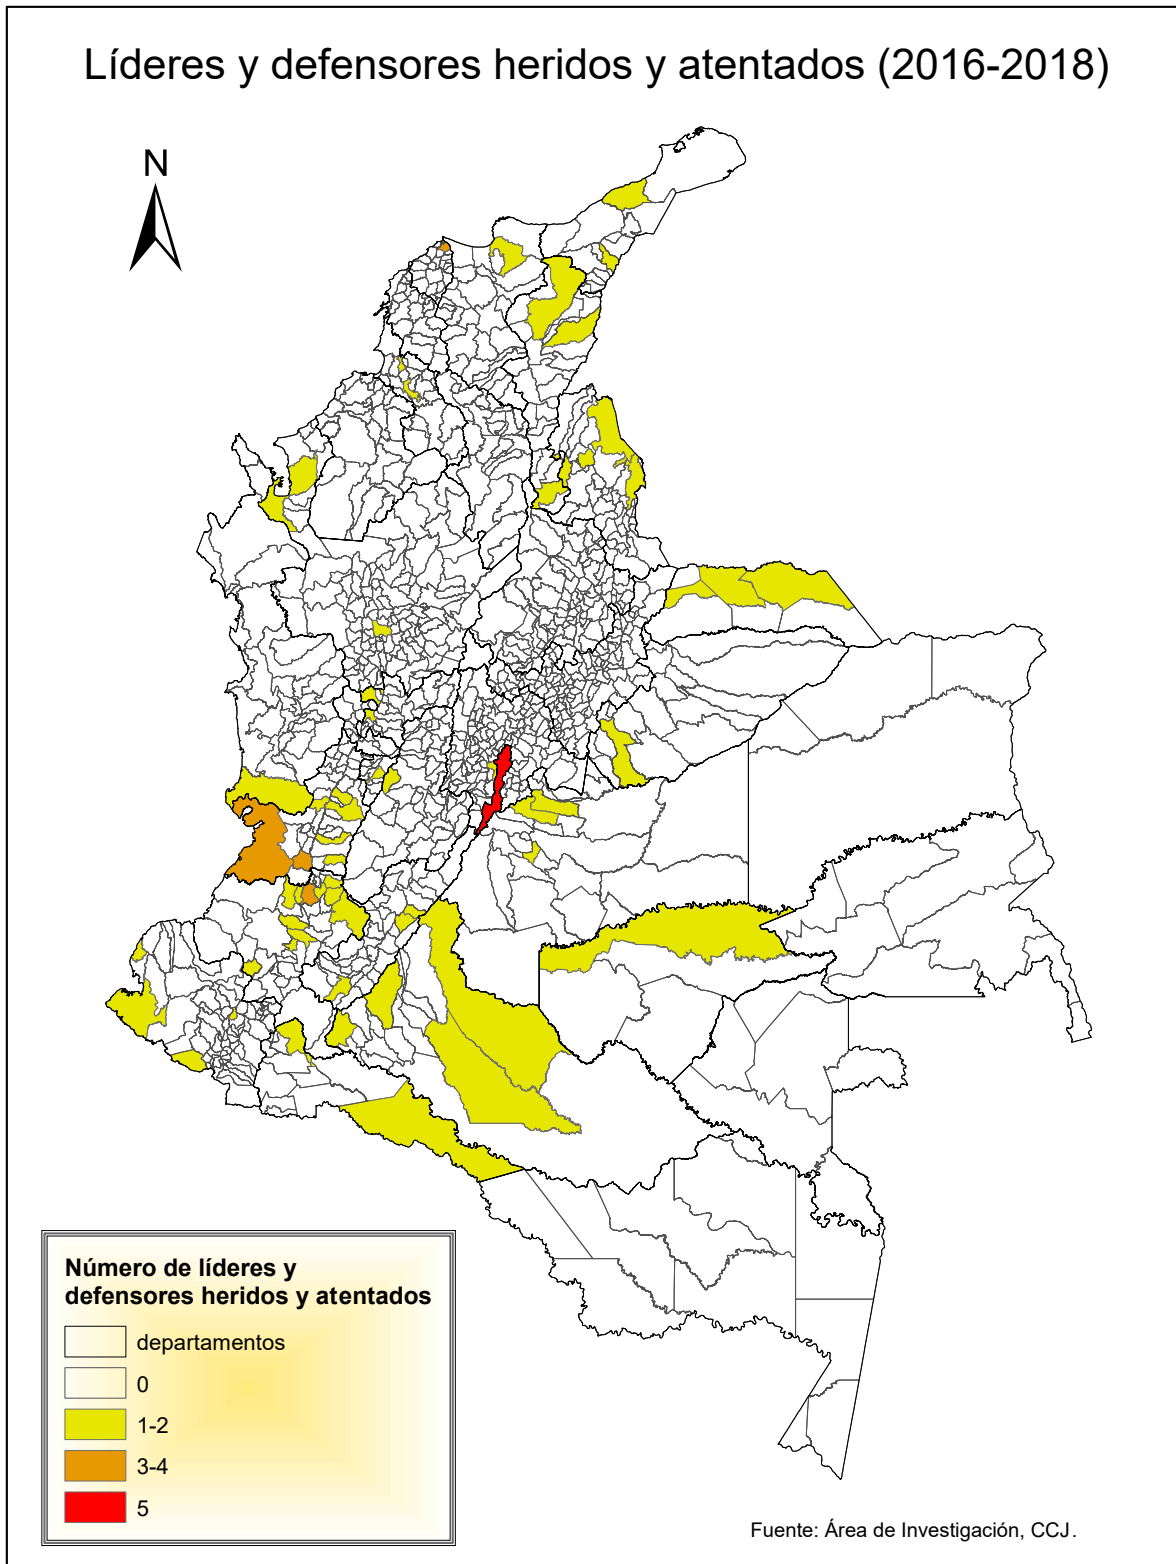 Líderes y defensores heridos y atentados (2016-2018)
N
Número de líderes y
defensores heridos y atentados
departamentos
0
1-2
3-4
5
Fuente: Área de Investigación, CCJ.